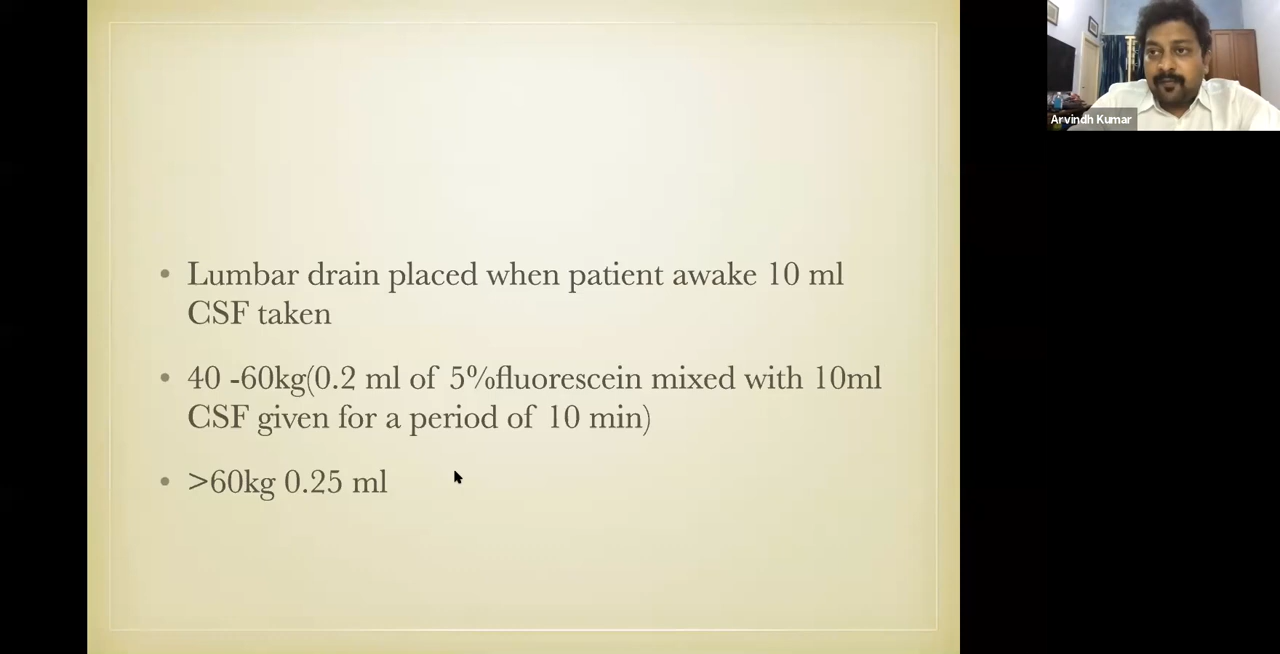 Arvindh Kumar
• Lumbar drain placed when patient awake 10 ml
CSF taken
• 40 -60kg(0.2 ml of 5%fluorescein mixed with 10ml
CSF given for a period of 10 min)
• >60kg 0.25 ml